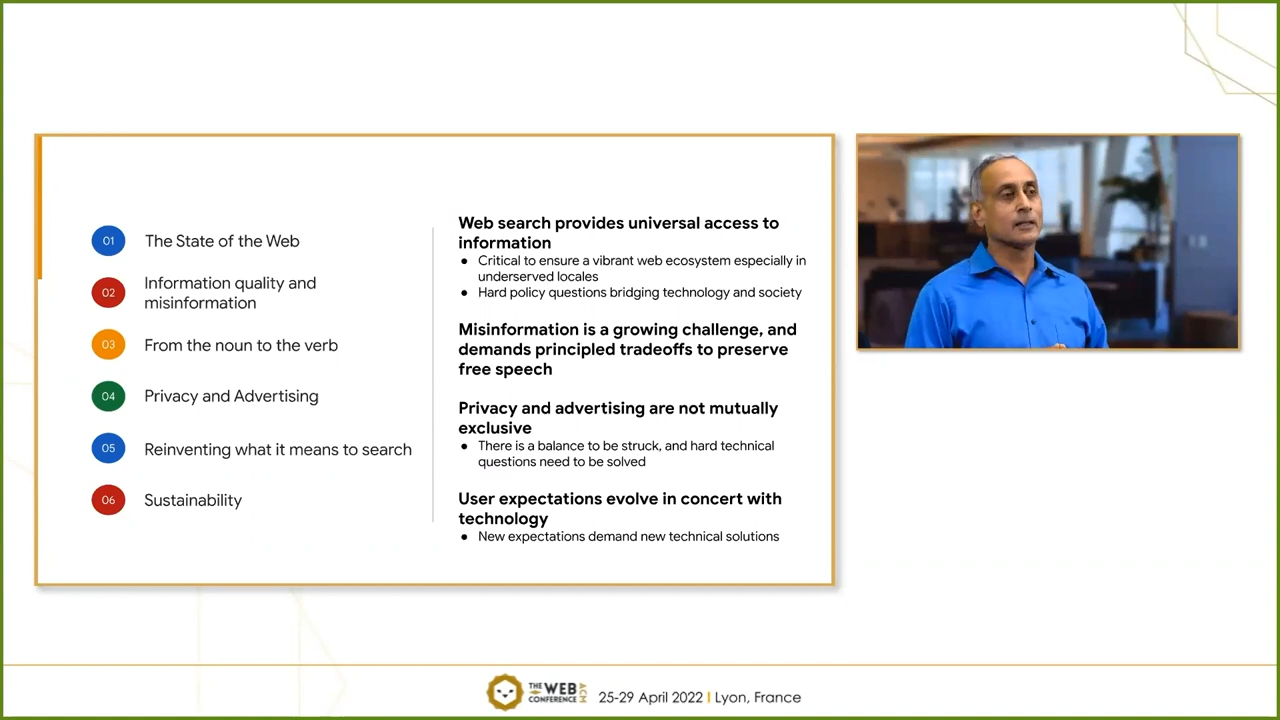 01 The State of the Web
02 Information quality and
misinformation
03 From the noun to the verb
04 Privacy and Advertising
05 Reinventing what it means to search
06 Sustainability
Web search provides universal access to
information
● Critical to ensure a vibrant web ecosystem especially in
underserved locales
● Hard policy questions bridging technology and society
Misinformation is a growing challenge, and
demands principled tradeoffs to preserve
free speech
Privacy and advertising are not mutually
exclusive
● There is a balance to be struck, and hard technical
questions need to be solved
User expectations evolve in concert with
technology
● New expectations demand new technical solutions
THE WEB
CONFERENCE
ACM
25-29 April 2022 I Lyon, France